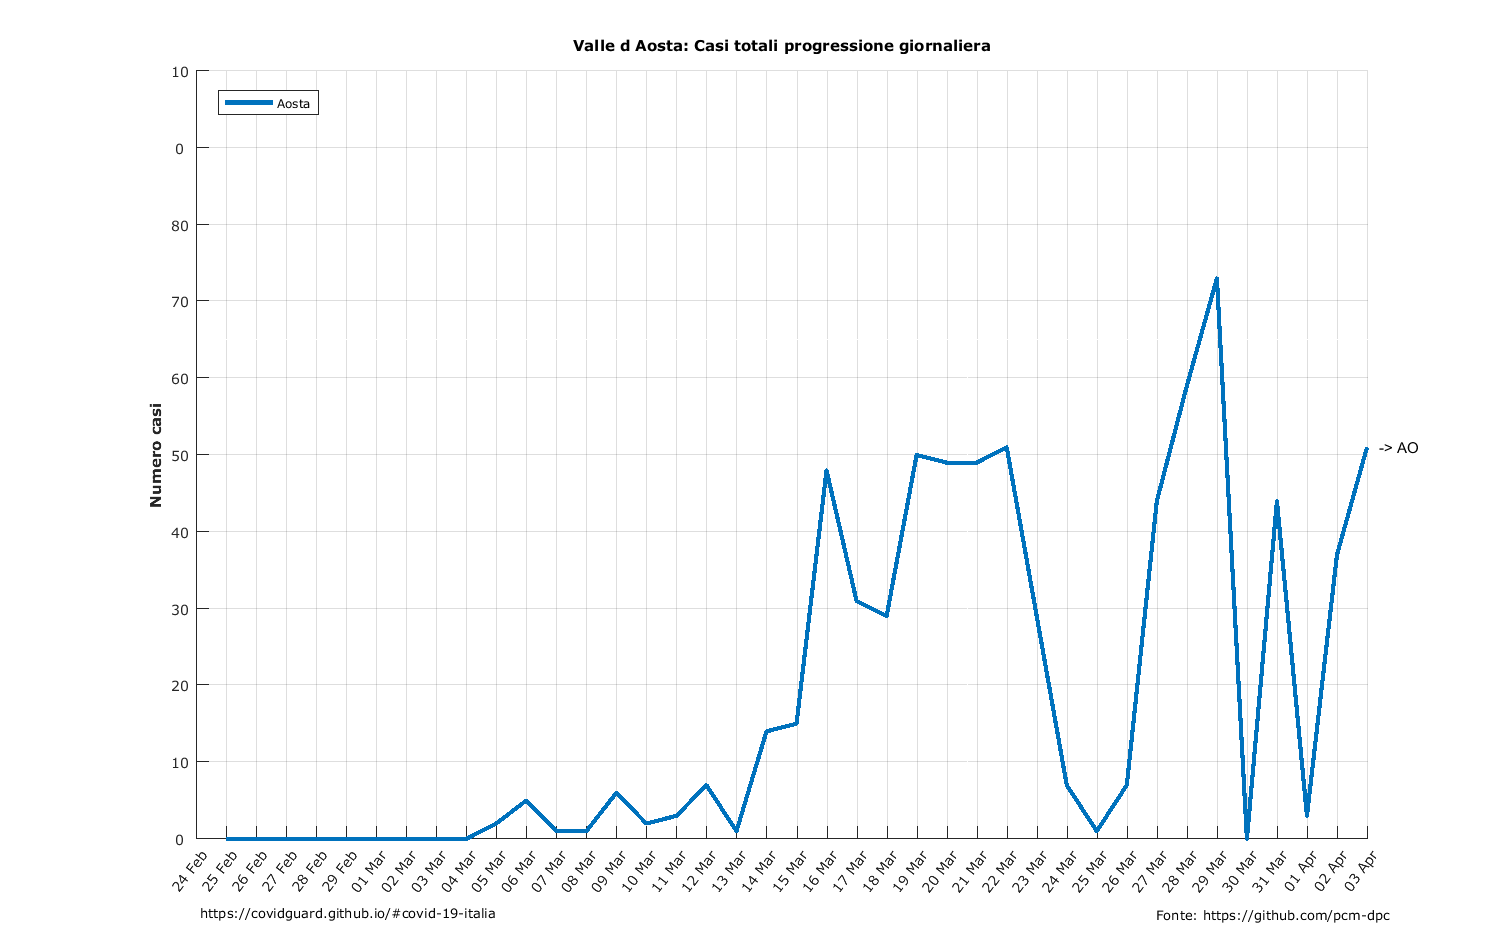 Valle d Aosta: Casi totali progressione giornaliera
Aosta
Numero casi
10
0
80
70
60
50
40
30
20
10
0
-> AO
24 Feb
25 Feb
26 Feb
27 Feb
28 Feb
29 Feb
01 Mar
02 Mar
03 Mar
04 Mar
05 Mar
06 Mar
07 Mar
08 Mar
09 Mar
10 Mar
11 Mar
12 Mar
13 Mar
14 Mar
15 Mar
16 Mar
17 Mar
18 Mar
19 Mar
20 Mar
21 Mar
22 Mar
23 Mar
24 Mar
25 Mar
26 Mar
27 Mar
28 Mar
29 Mar
30 Mar
31 Mar
01 Apr
02 Apr
03 Apr
https://covidguard.github.io/#covid-19-italia
Fonte: https://github.com/pcm-dpc